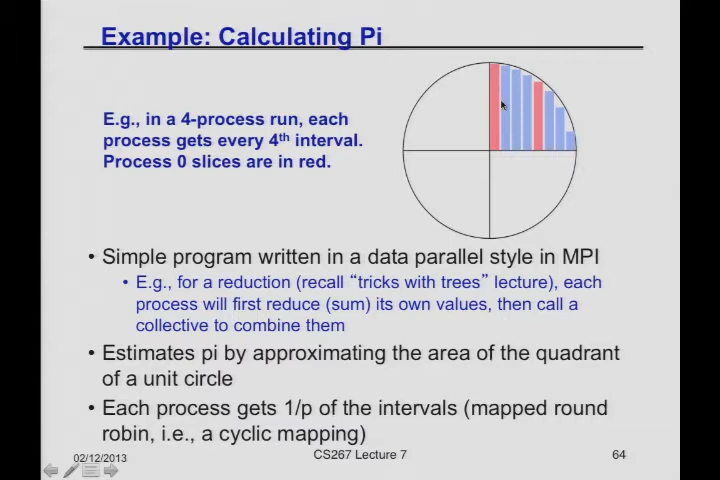 Example: Calculating Pi
E.g., in a 4-process run, each
process gets every 4th interval.
Process 0 slices are in red.
• Simple program written in a data parallel style in MPI
• E.g., for a reduction (recall “tricks with trees” lecture), each
process will first reduce (sum) its own values, then call a
collective to combine them
• Estimates pi by approximating the area of the quadrant
of a unit circle
• Each process gets 1/p of the intervals (mapped round
robin, i.e., a cyclic mapping)
02/12/2013
CS267 Lecture 7
64